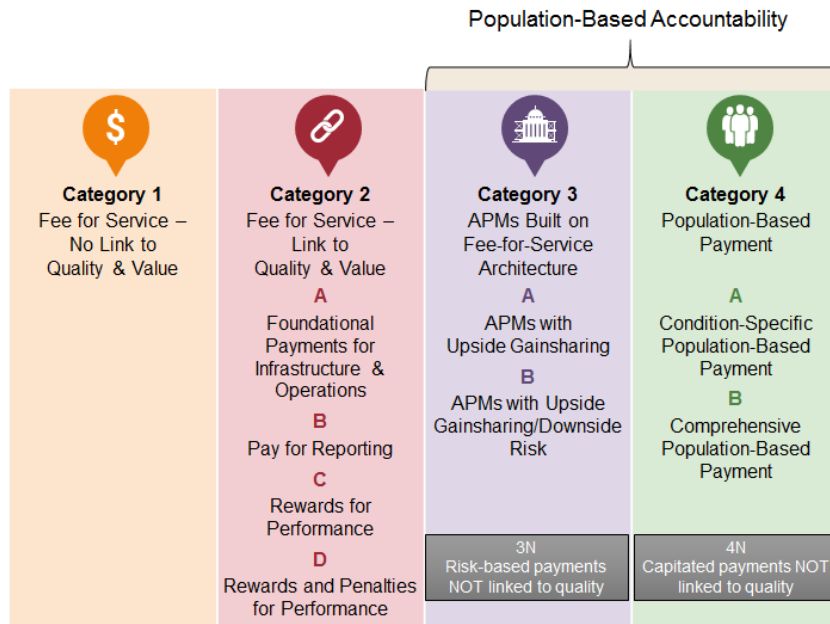 Population-Based Accountability
$
Category 1
Fee for Service –
No Link to
Quality & Value
Category 2
Fee for Service –
Link to
Quality & Value
A
Foundational
Payments for
Infrastructure &
Operations
B
Pay for Reporting
C
Rewards for
Performance
D
Rewards and Penalties
for Performance
Category 3
APMs Built on
Fee-for-Service
Architecture
A
APMs with
Upside Gainsharing
B
APMs with Upside
Gainsharing/Downside
Risk
3N
Risk-based payments
NOT linked to quality
Category 4
Population-Based
Payment
A
Condition-Specific
Population-Based
Payment
B
Comprehensive
Population-Based
Payment
4N
Capitated payments NOT
linked to quality